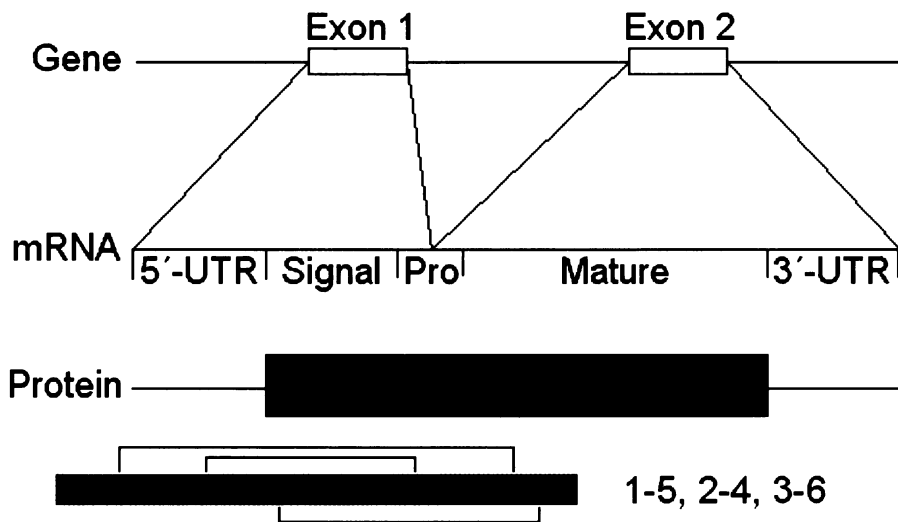 Exon 1 Exon 2
Gene
mRNA
5´-UTR Signal Pro Mature 3´-UTR
Protein
1-5, 2-4, 3-6